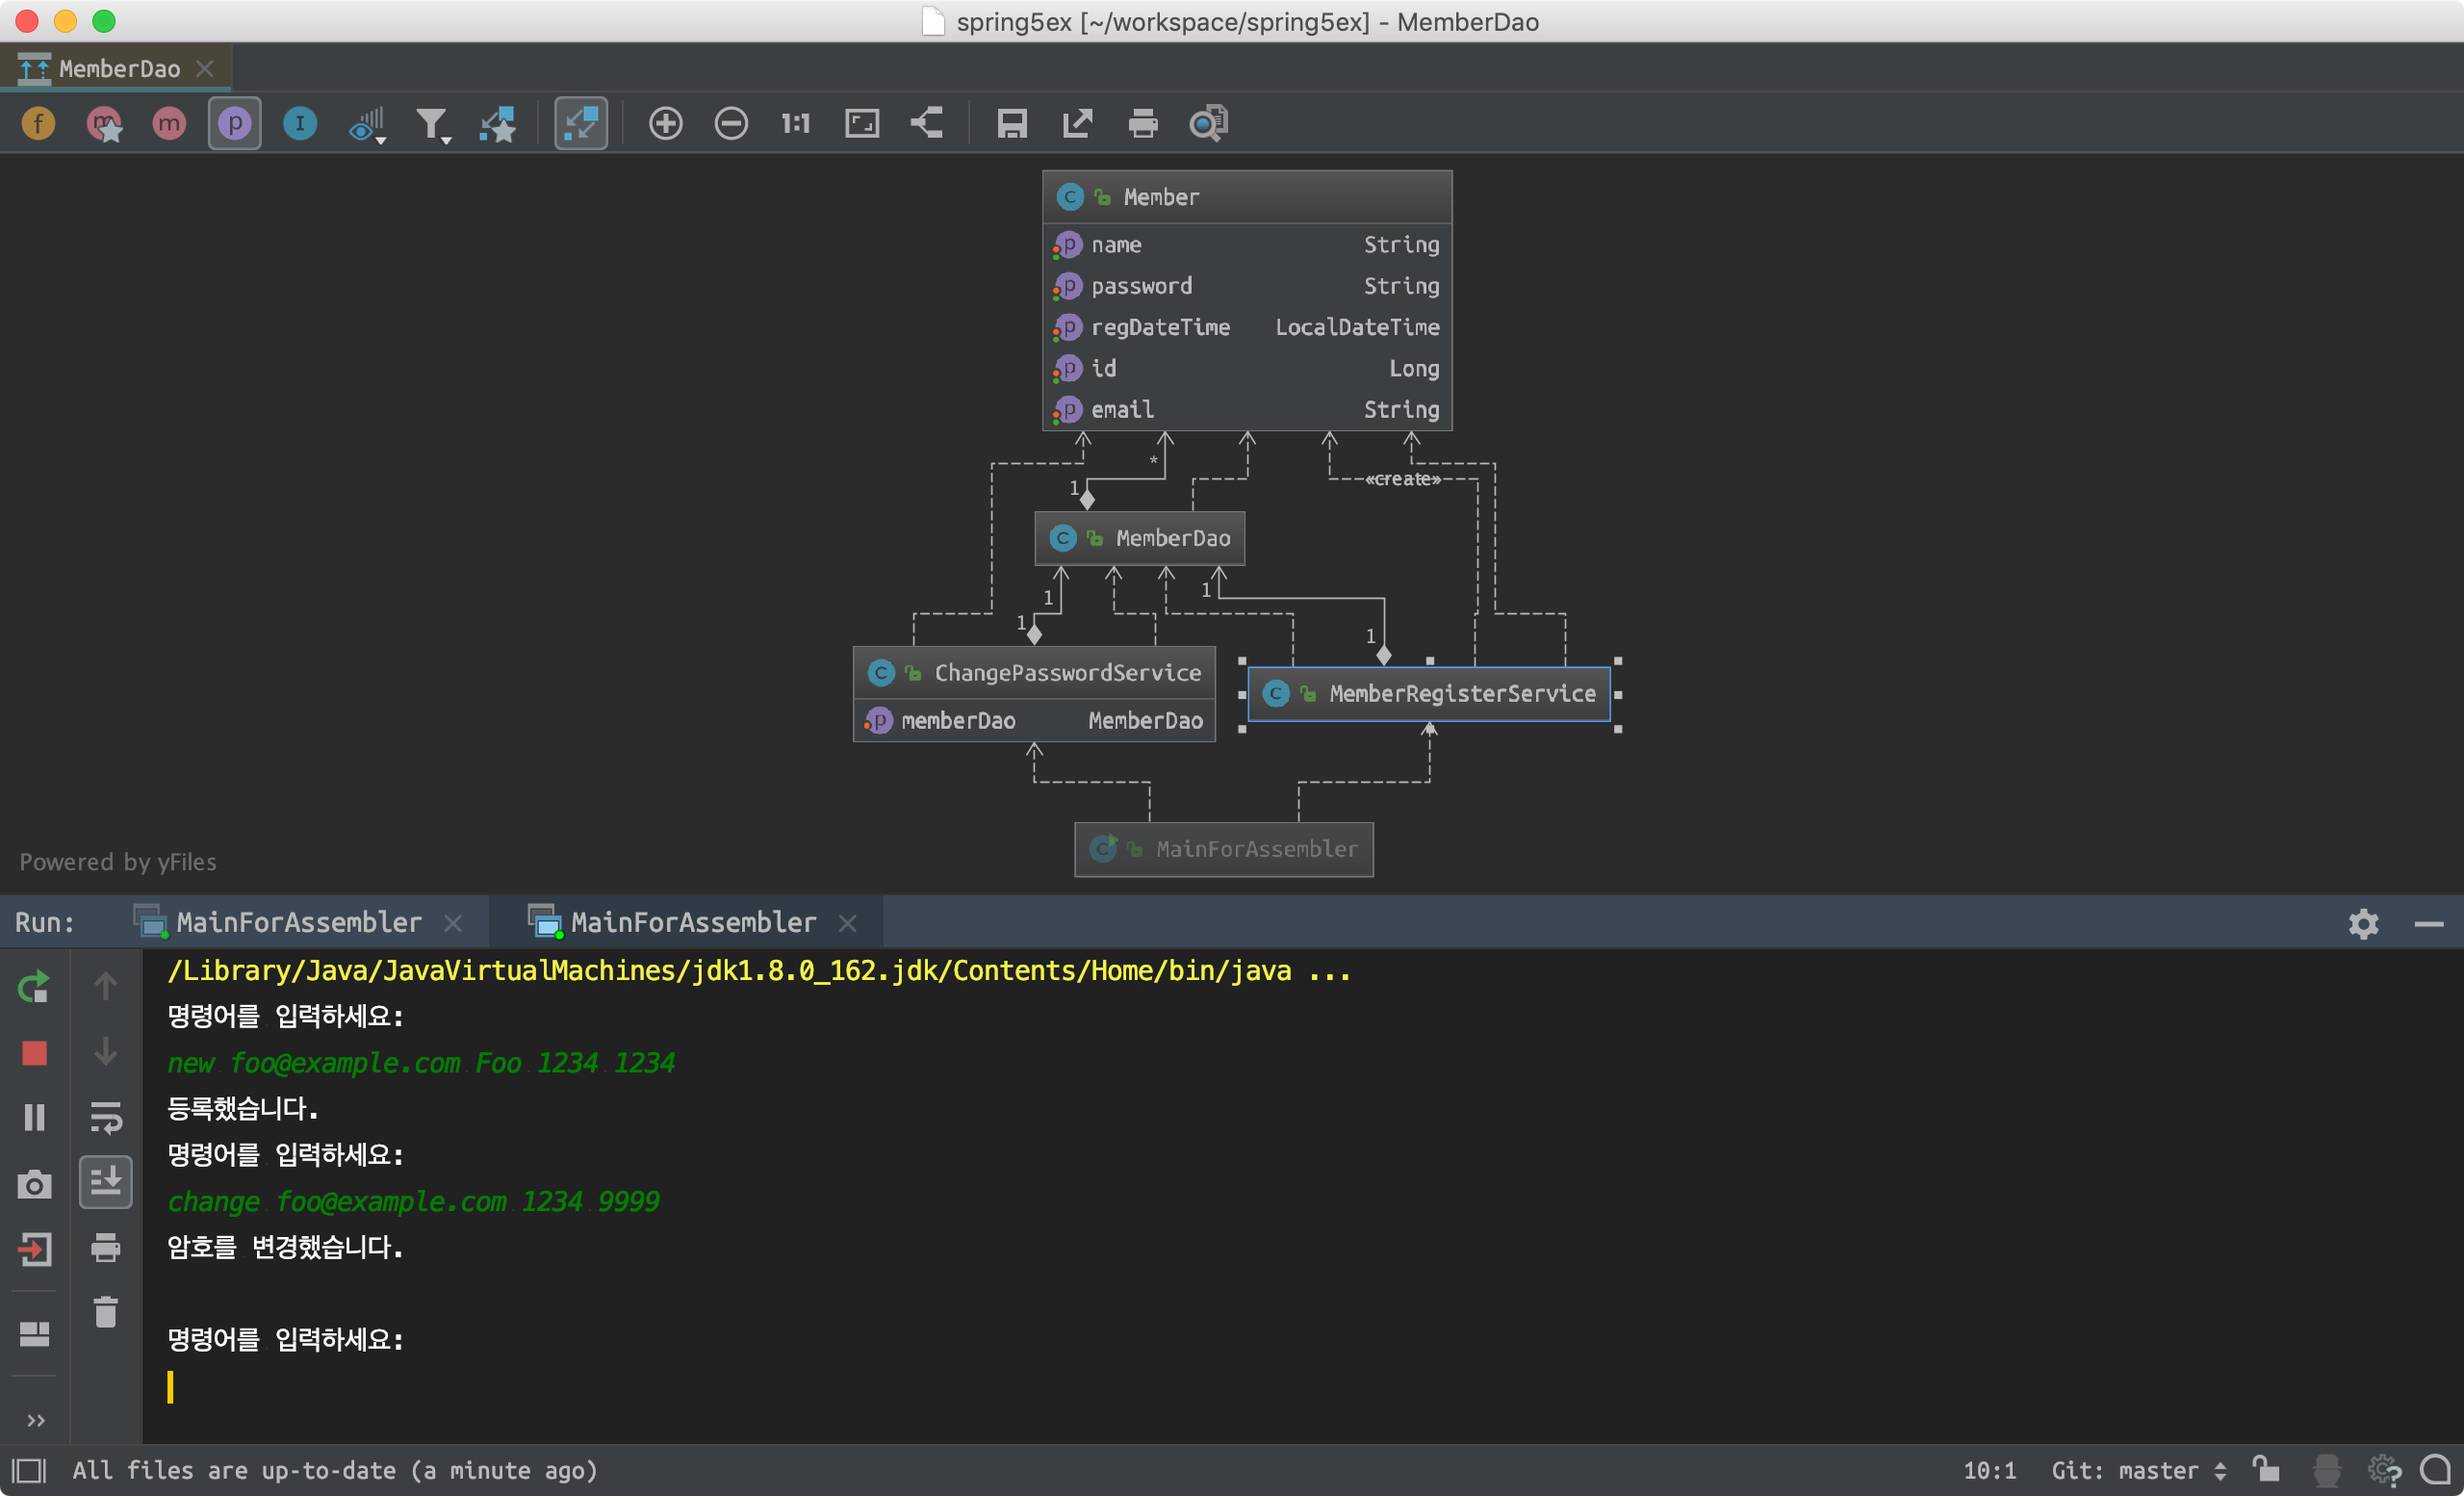 spring5ex [~/workspace/spring5ex] - MemberDao
MemberDao
f m m p I 1:1
C Member
p name String
p password String
p regDateTime LocalDateTime
p id Long
p email String
*
1
«create»
C MemberDao
1 1
1 1
C ChangePasswordService
p memberDao MemberDao
C MemberRegisterService
C MainForAssembler
Powered by yFiles
Run: MainForAssembler MainForAssembler
/Library/Java/JavaVirtualMachines/jdk1.8.0_162.jdk/Contents/Home/bin/java ...
명령어를 입력하세요:
new foo@example.com Foo 1234 1234
등록했습니다.
명령어를 입력하세요:
change foo@example.com 1234 9999
암호를 변경했습니다.
명령어를 입력하세요:
All files are up-to-date (a minute ago) 10:1 Git: master